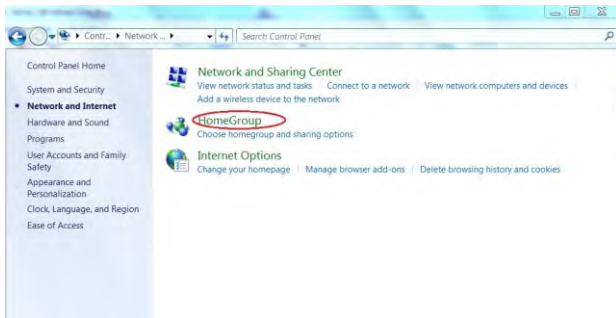 Contr... Network ...
Search Control Panel
Control Panel Home
System and Security
Network and Internet
Hardware and Sound
Programs
User Accounts and Family
Safety
Appearance and
Personalization
Clock, Language, and Region
Ease of Access
Network and Sharing Center
View network status and tasks Connect to a network View network computers and devices
Add a wireless device to the network
HomeGroup
Choose homegroup and sharing options
Internet Options
Change your homepage Manage browser add-ons Delete browsing history and cookies